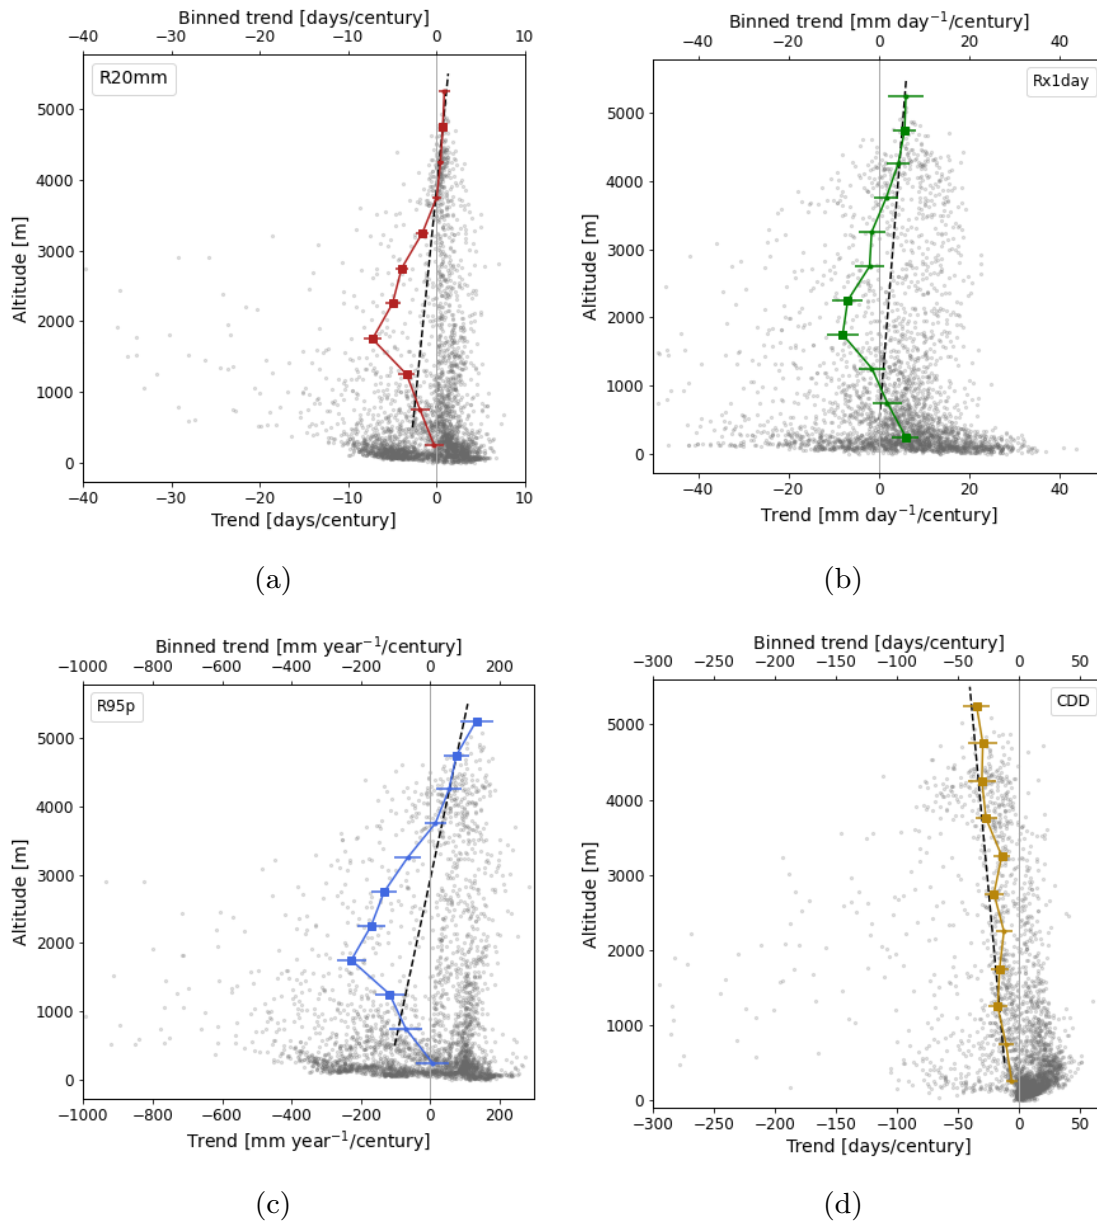 Binned trend [days/century]
−40 −30 −20 −10 0 10
R20mm
Altitude [m]
5000
4000
3000
2000
1000
0
−40 −30 −20 −10 0 10
Trend [days/century]
(a)
Binned trend [mm day⁻¹/century]
−40 −20 0 20 40
Rx1day
Altitude [m]
5000
4000
3000
2000
1000
0
−40 −20 0 20 40
Trend [mm day⁻¹/century]
(b)
Binned trend [mm year⁻¹/century]
−1000 −800 −600 −400 −200 0 200
R95p
Altitude [m]
5000
4000
3000
2000
1000
0
−1000 −800 −600 −400 −200 0 200
Trend [mm year⁻¹/century]
(c)
Binned trend [days/century]
−300 −250 −200 −150 −100 −50 0 50
CDD
Altitude [m]
5000
4000
3000
2000
1000
0
−300 −250 −200 −150 −100 −50 0 50
Trend [days/century]
(d)